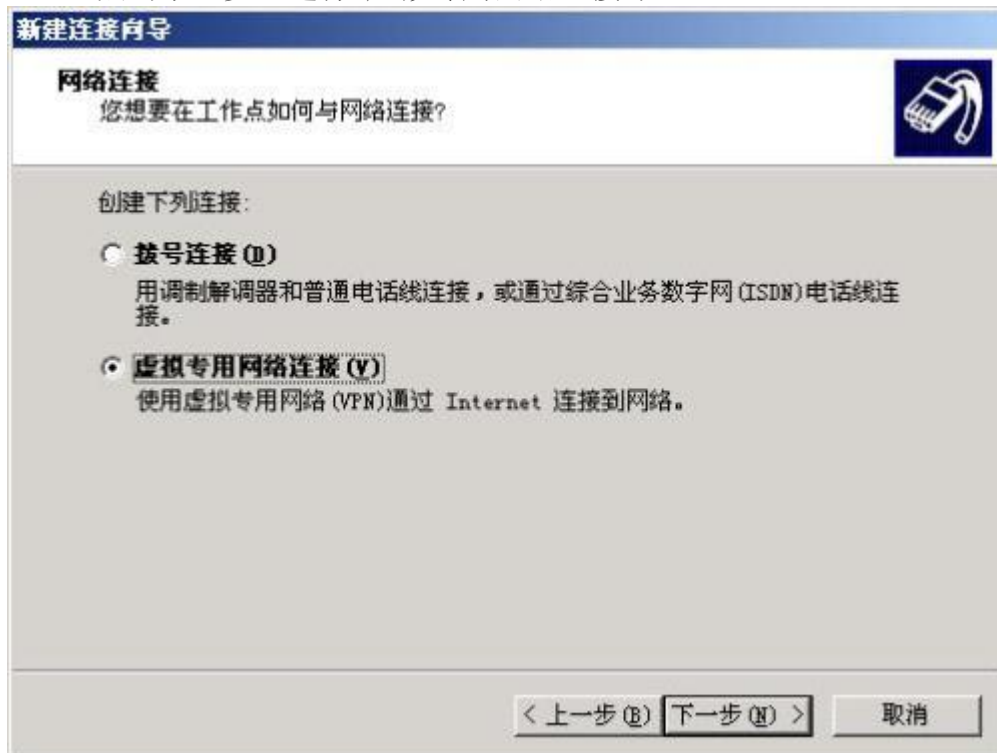 新建连接向导
网络连接
您想要在工作点如何与网络连接?
创建下列连接:
拨号连接(D)
用调制解调器和普通电话线连接，或通过综合业务数字网(ISDN)电话线连
接。
虚拟专用网络连接(V)
使用虚拟专用网络(VPN)通过 Internet 连接到网络。
< 上一步(B) 下一步(N) > 取消